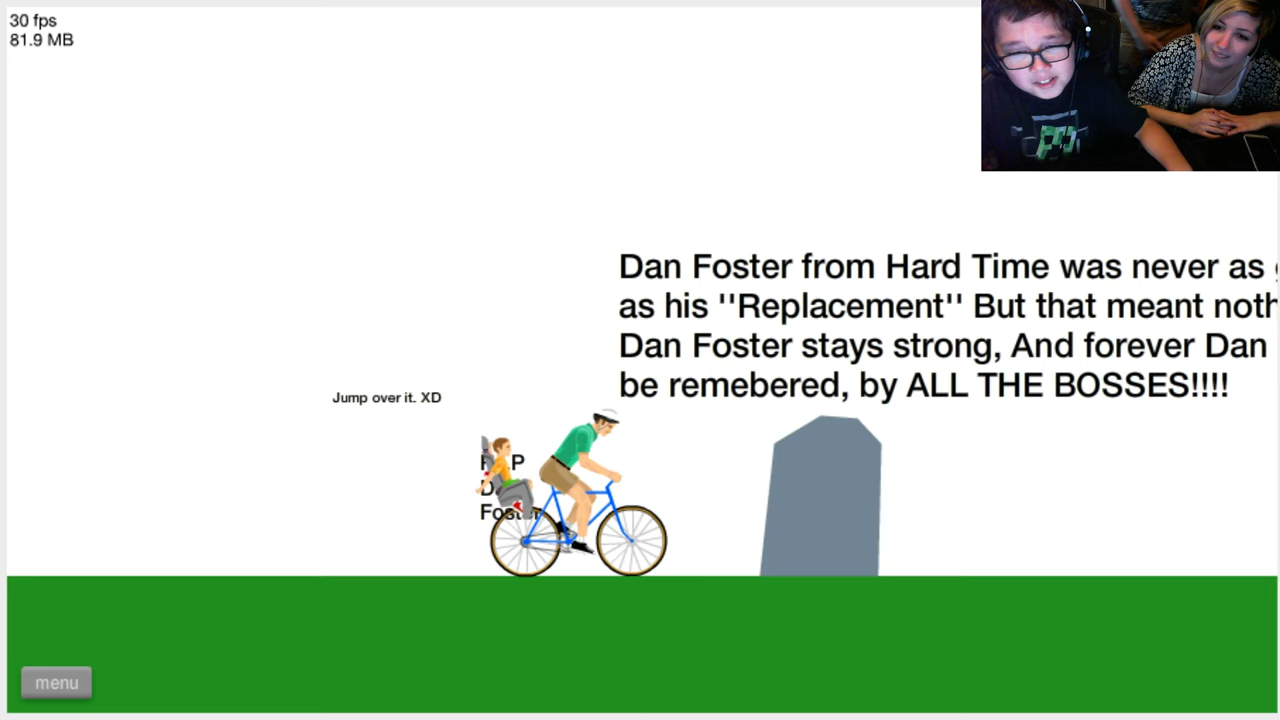 30 fps
81.9 MB
Dan Foster from Hard Time was never as
as his ''Replacement'' But that meant noth
Dan Foster stays strong, And forever Dan
be remebered, by ALL THE BOSSES!!!!
Jump over it. XD
Foster
menu